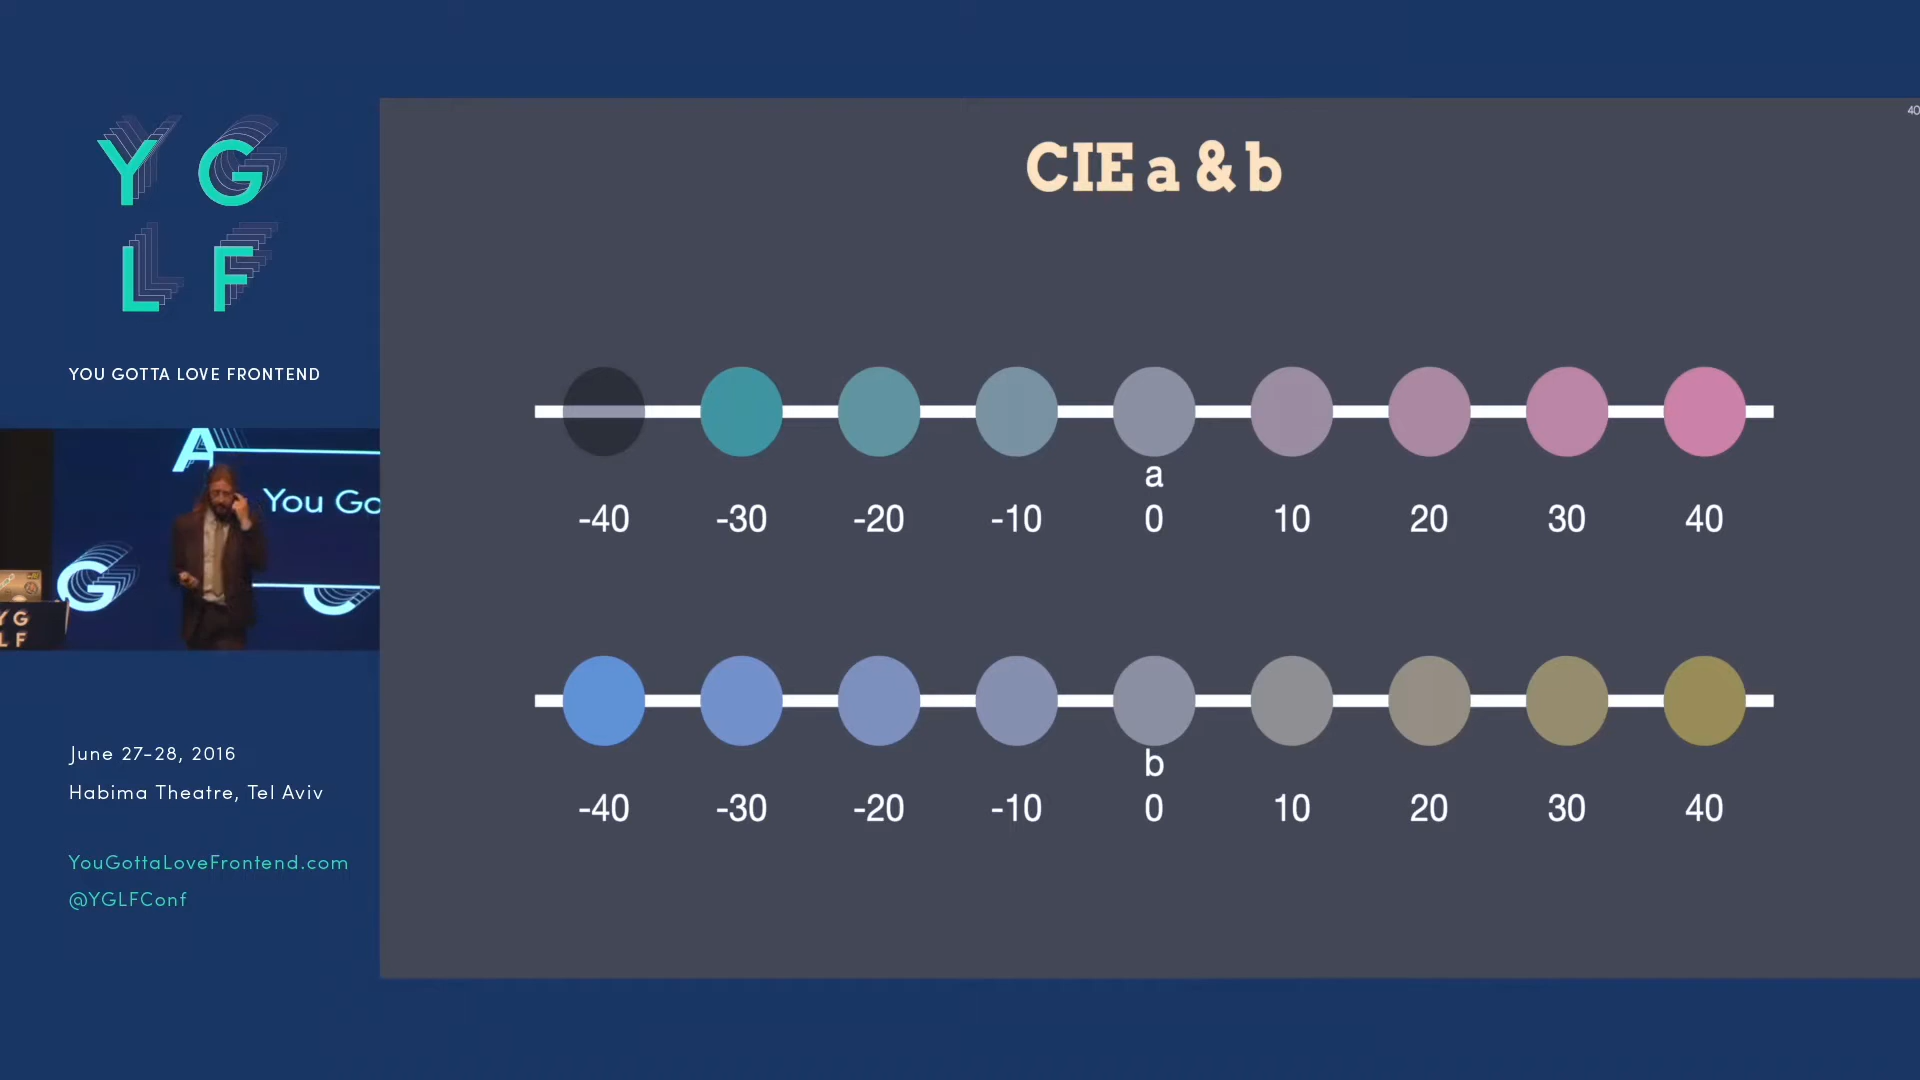 Y G
L F
YOU GOTTA LOVE FRONTEND
A
You Go
G
Y G
L F
June 27-28, 2016
Habima Theatre, Tel Aviv
YouGottaLoveFrontend.com
@YGLFConf
40
CIE a & b
a
-40 -30 -20 -10 0 10 20 30 40
b
-40 -30 -20 -10 0 10 20 30 40